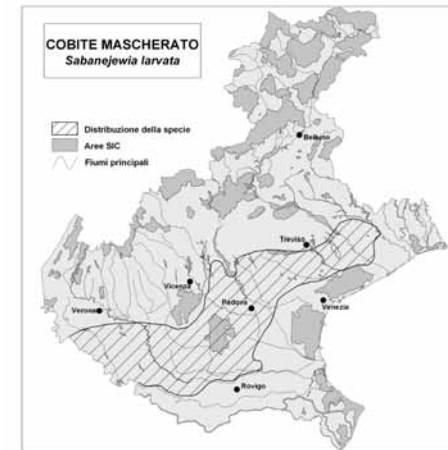 COBITE MASCHERATO
Sabanejewia larvata
Distribuzione della specie
Aree SIC
Fiumi principali
Belluno
Treviso
Vicenza
Verona
Padova
Venezia
Rovigo